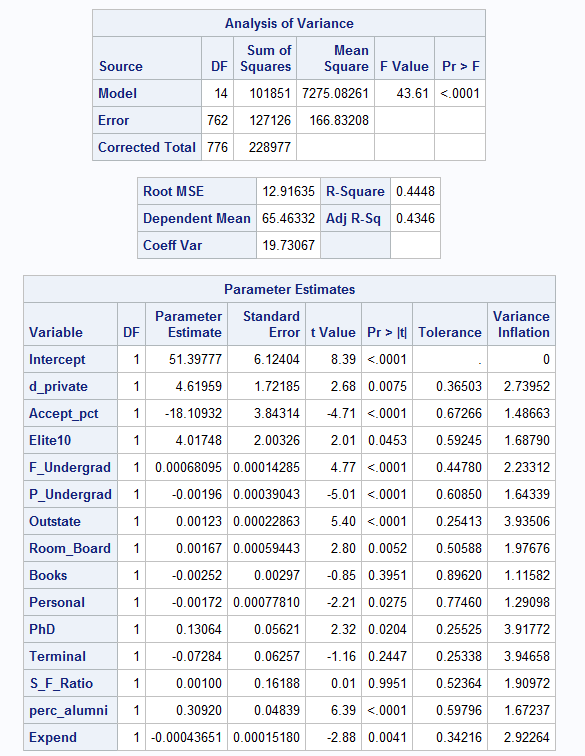 Analysis of Variance
Source DF Sum of Squares Mean Square F Value Pr > F
Model 14 101851 7275.08261 43.61 <.0001
Error 762 127126 166.83208
Corrected Total 776 228977
Root MSE 12.91635 R-Square 0.4448
Dependent Mean 65.46332 Adj R-Sq 0.4346
Coeff Var 19.73067
Parameter Estimates
Variable DF Parameter Estimate Standard Error t Value Pr > |t| Tolerance Variance Inflation
Intercept 1 51.39777 6.12404 8.39 <.0001 . 0
d_private 1 4.61959 1.72185 2.68 0.0075 0.36503 2.73952
Accept_pct 1 -18.10932 3.84314 -4.71 <.0001 0.67266 1.48663
Elite10 1 4.01748 2.00326 2.01 0.0453 0.59245 1.68790
F_Undergrad 1 0.00068095 0.00014285 4.77 <.0001 0.44780 2.23312
P_Undergrad 1 -0.00196 0.00039043 -5.01 <.0001 0.60850 1.64339
Outstate 1 0.00123 0.00022863 5.40 <.0001 0.25413 3.93506
Room_Board 1 0.00167 0.00059443 2.80 0.0052 0.50588 1.97676
Books 1 -0.00252 0.00297 -0.85 0.3951 0.89620 1.11582
Personal 1 -0.00172 0.00077810 -2.21 0.0275 0.77460 1.29098
PhD 1 0.13064 0.05621 2.32 0.0204 0.25525 3.91772
Terminal 1 -0.07284 0.06257 -1.16 0.2447 0.25338 3.94658
S_F_Ratio 1 0.00100 0.16188 0.01 0.9951 0.52364 1.90972
perc_alumni 1 0.30920 0.04839 6.39 <.0001 0.59796 1.67237
Expend 1 -0.00043651 0.00015180 -2.88 0.0041 0.34216 2.92264